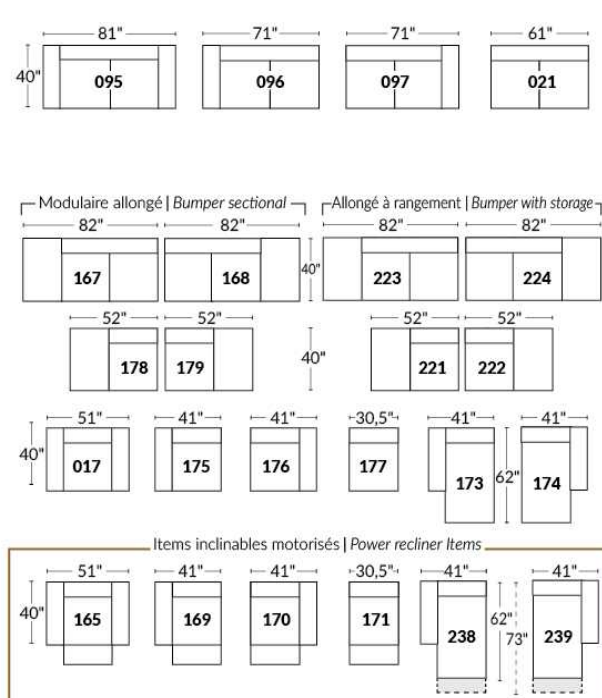 81" 71" 71" 61"
40" 095 096 097 021
Modulaire allongé | Bumper sectional Allongé à rangement | Bumper with storage
82" 82" 82" 82"
167 168 40" 223 224
52" 52" 52" 52"
178 179 40" 221 222
51" 41" 41" 30,5" 41" 41"
40" 017 175 176 177 173 62" 174
Items inclinables motorisés | Power recliner Items
51" 41" 41" 30,5" 41" 41"
40" 165 169 170 171 238 62" 73" 239